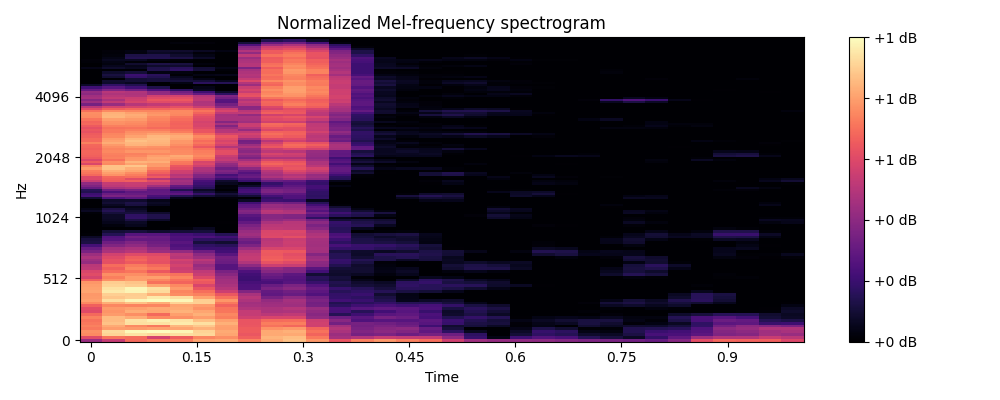 Normalized Mel-frequency spectrogram
Hz
4096
2048
1024
512
0
0 0.15 0.3 0.45 0.6 0.75 0.9
Time
+1 dB
+1 dB
+1 dB
+0 dB
+0 dB
+0 dB